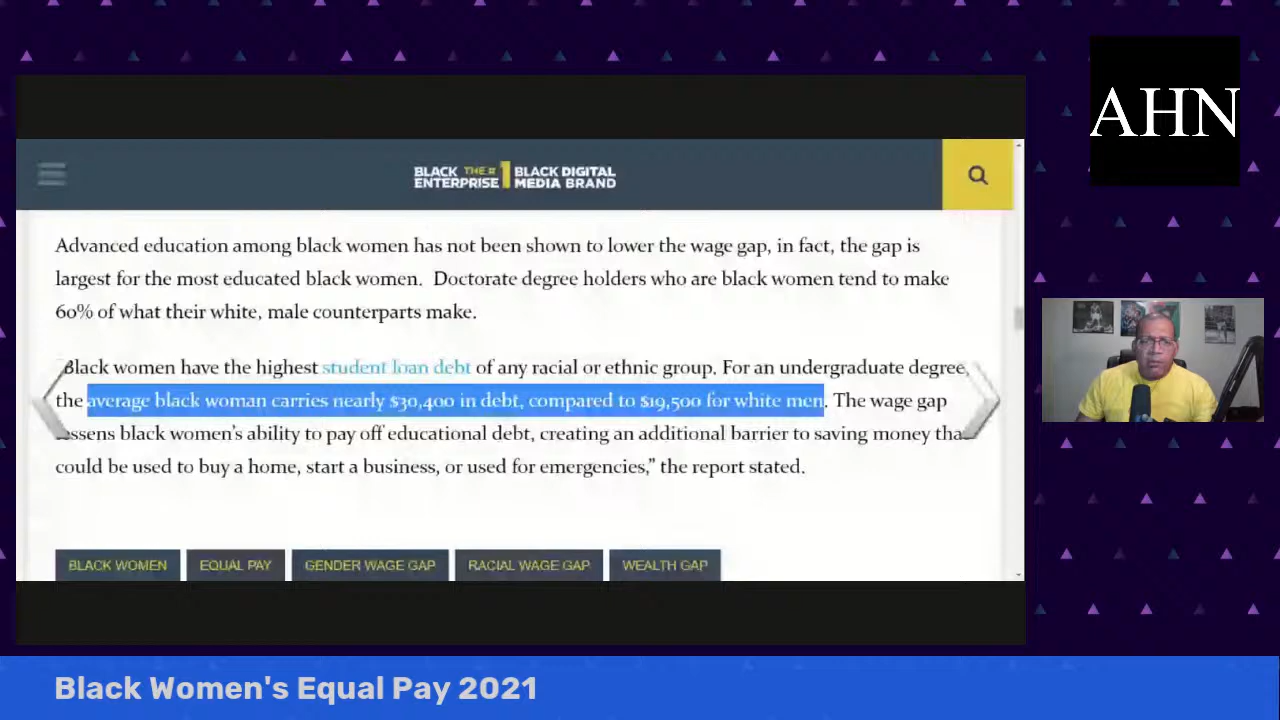 AHN
BLACK ENTERPRISE THE # 1 BLACK DIGITAL MEDIA BRAND
Advanced education among black women has not been shown to lower the wage gap, in fact, the gap is
largest for the most educated black women. Doctorate degree holders who are black women tend to make
60% of what their white, male counterparts make.
Black women have the highest student loan debt of any racial or ethnic group. For an undergraduate degree,
the average black woman carries nearly $30,400 in debt, compared to $19,500 for white men. The wage gap
essens black women's ability to pay off educational debt, creating an additional barrier to saving money tha
could be used to buy a home, start a business, or used for emergencies,” the report stated.
BLACK WOMEN EQUAL PAY GENDER WAGE GAP RACIAL WAGE GAP WEALTH GAP
Black Women's Equal Pay 2021